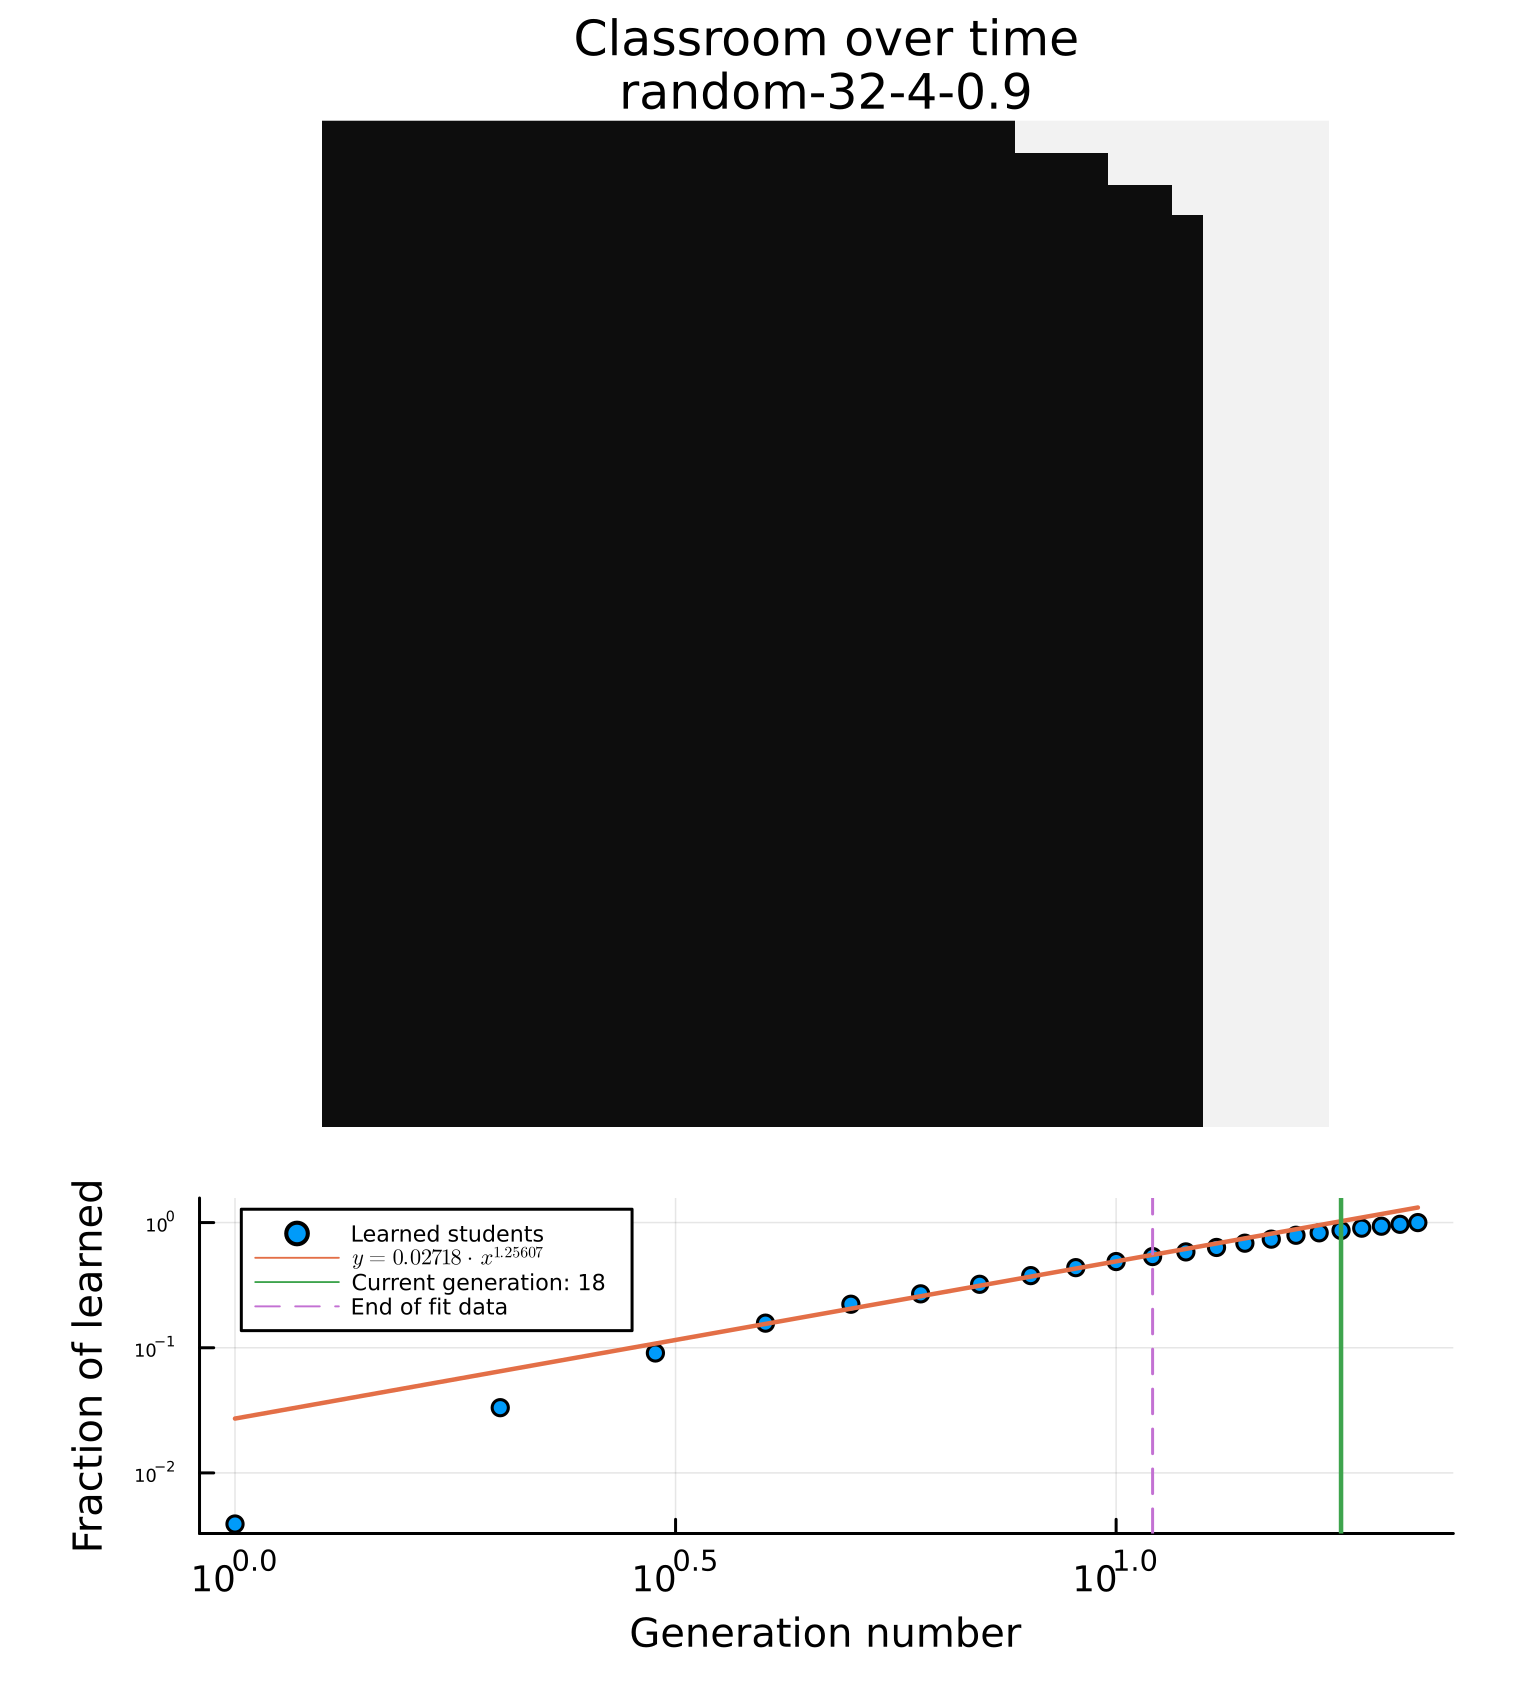 Classroom over time
random-32-4-0.9
Fraction of learned
10^0
10^−1
10^−2
Learned students
y = 0.02718 · x^1.25607
Current generation: 18
End of fit data
10^0.0
10^0.5
10^1.0
Generation number